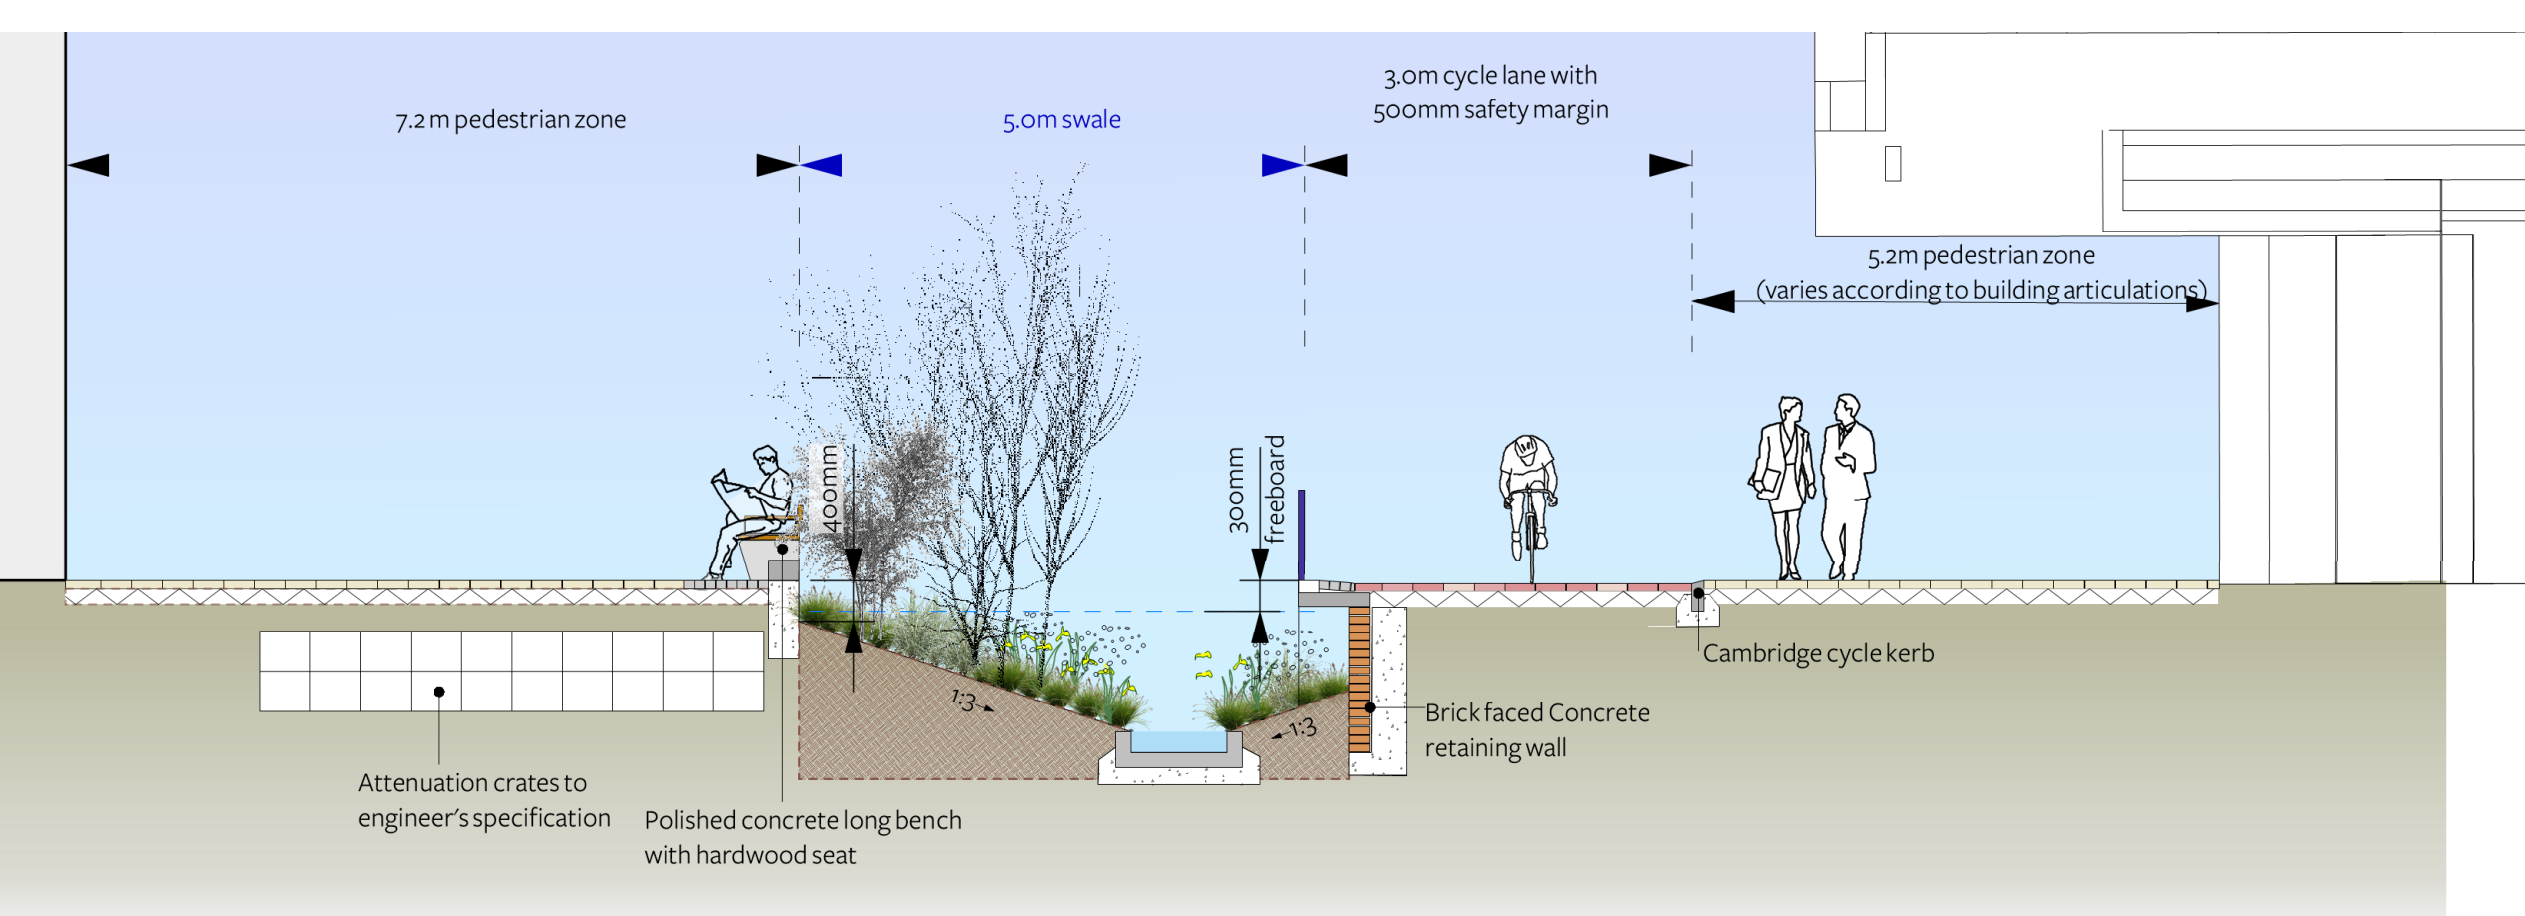 3.0m cycle lane with
500mm safety margin
7.2 m pedestrian zone
5.0m swale
5.2m pedestrian zone
(varies according to building articulations)
400mm
300mm
freeboard
Cambridge cycle kerb
1:3
1:3
Brick faced Concrete
retaining wall
Attenuation crates to
engineer's specification
Polished concrete long bench
with hardwood seat